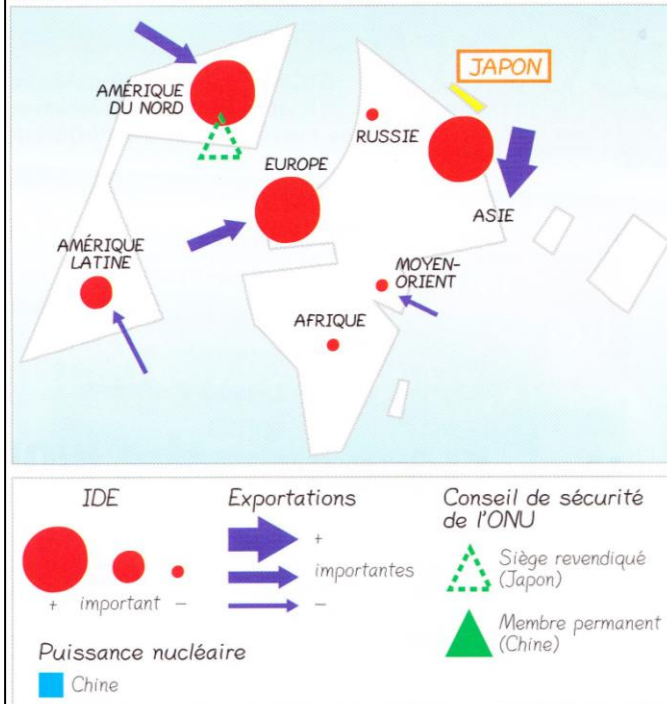 JAPON
AMÉRIQUE
DU NORD
RUSSIE
EUROPE
ASIE
AMÉRIQUE
LATINE
MOYEN-
ORIENT
AFRIQUE
IDE
+ important –
Exportations
+
importantes
–
Conseil de sécurité
de l'ONU
Siège revendiqué
(Japon)
Membre permanent
(Chine)
Puissance nucléaire
Chine